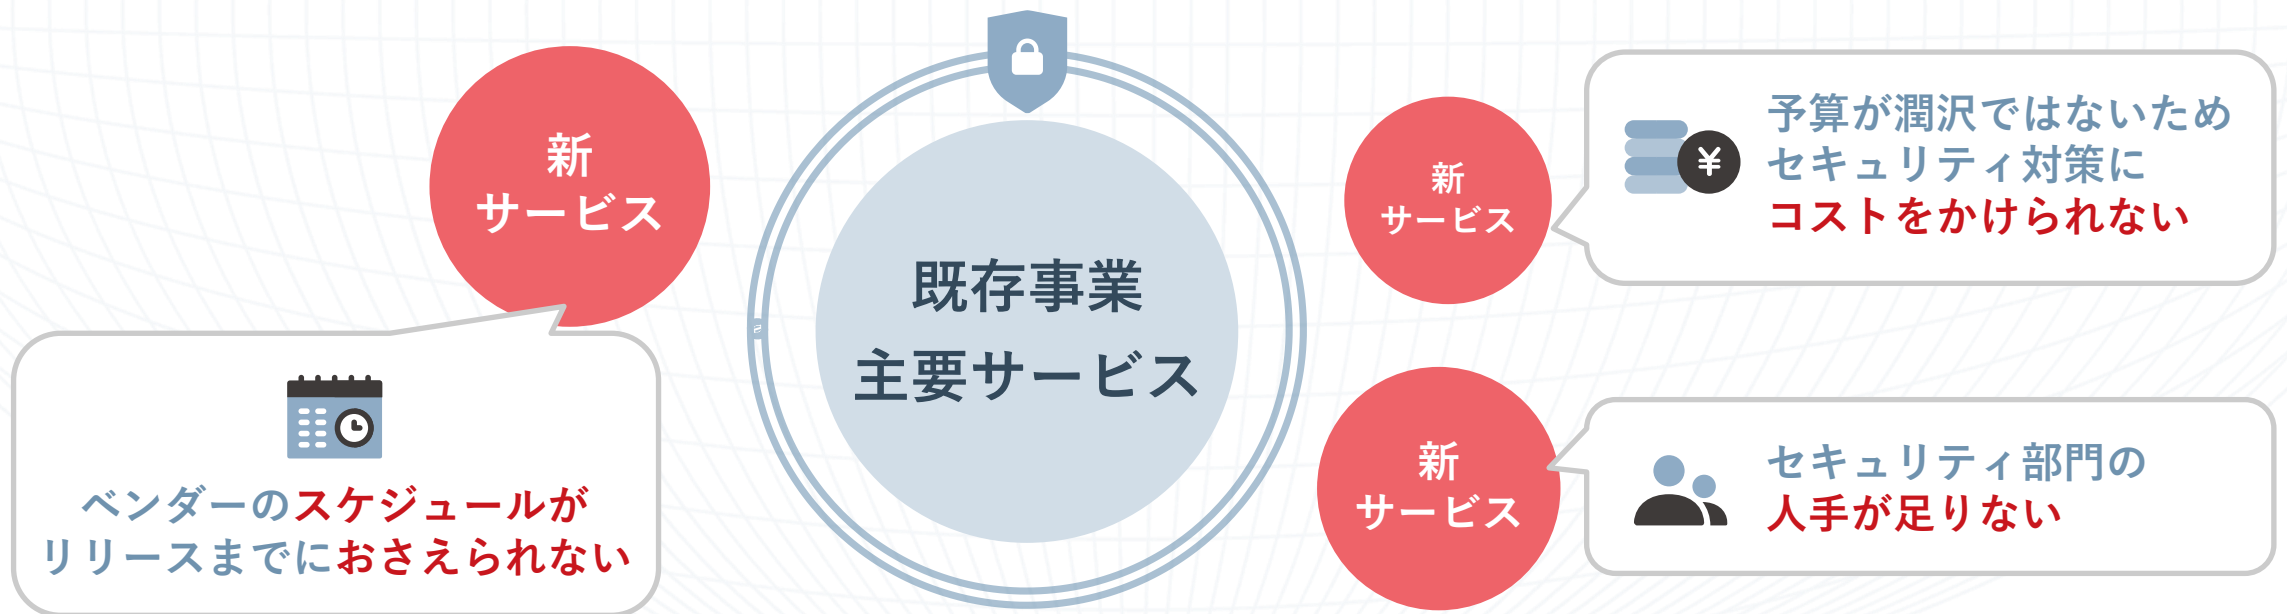 新
サービス
ベンダーのスケジュールが
リリースまでにおさえられない
既存事業
主要サービス
新
サービス
¥
予算が潤沢ではないため
セキュリティ対策に
コストをかけられない
新
サービス
セキュリティ部門の
人手が足りない